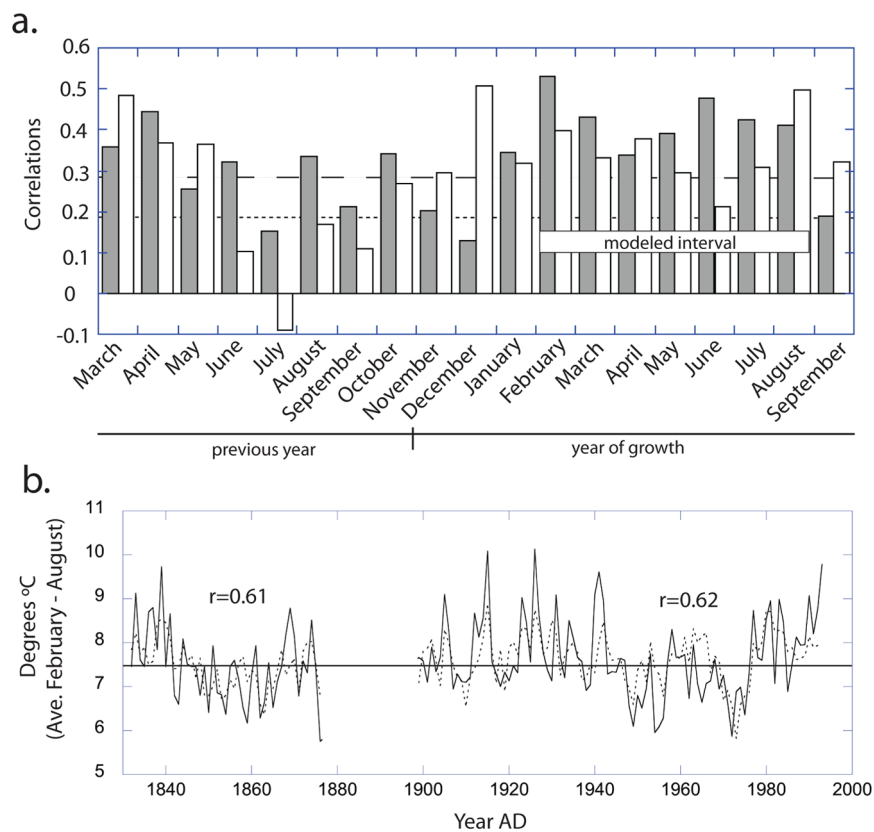 a.
0.6
0.5
0.4
0.3
0.2
0.1
0
-0.1
Correlations
modeled interval
March
April
May
June
July
August
September
October
November
December
January
February
March
April
May
June
July
August
September
previous year
year of growth
b.
11
10
9
8
7
6
5
Degrees ºC
(Ave. February - August)
r=0.61
r=0.62
1840
1860
1880
1900
1920
1940
1960
1980
2000
Year AD